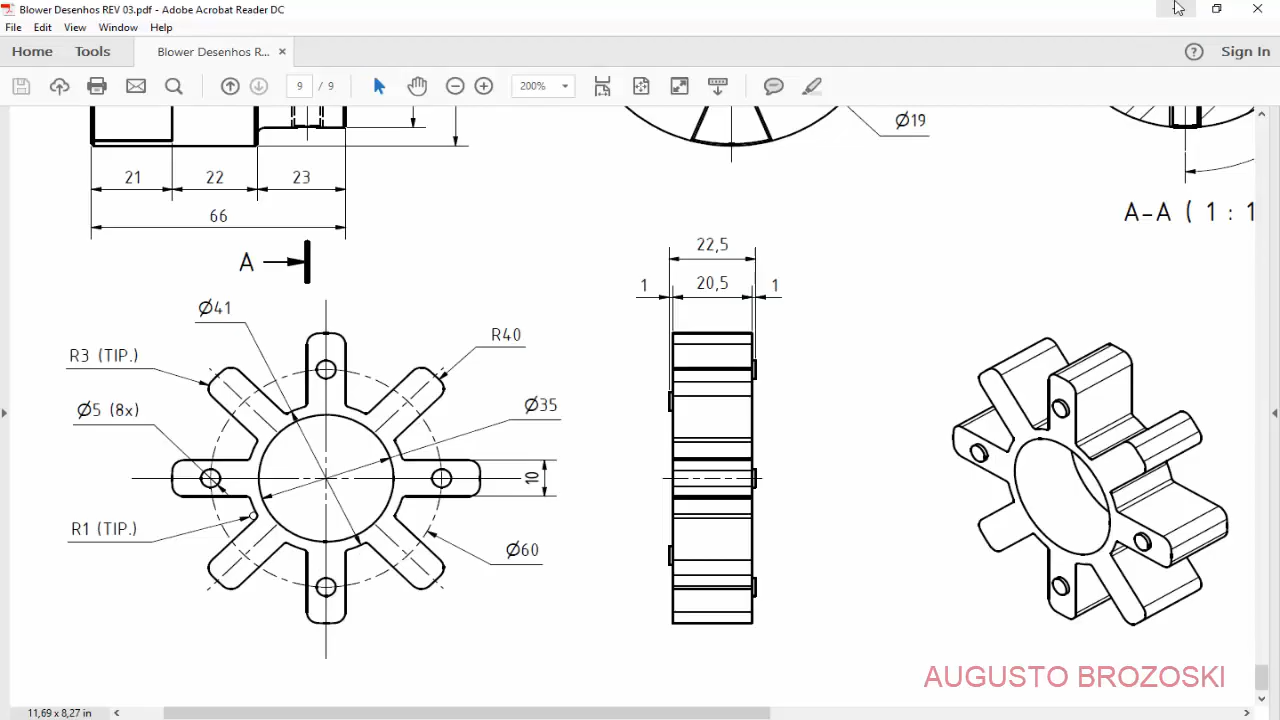 Blower Desenhos REV 03.pdf - Adobe Acrobat Reader DC
File Edit View Window Help
Home Tools Blower Desenhos R... × Sign In
9 / 9 200%
Ø19
21 22 23
66
A-A ( 1 : 1
A
22,5
1 20,5 1
Ø41
R40
R3 (TIP.)
Ø35
Ø5 (8x)
10
R1 (TIP.)
Ø60
AUGUSTO BROZOSKI
11,69 x 8,27 in